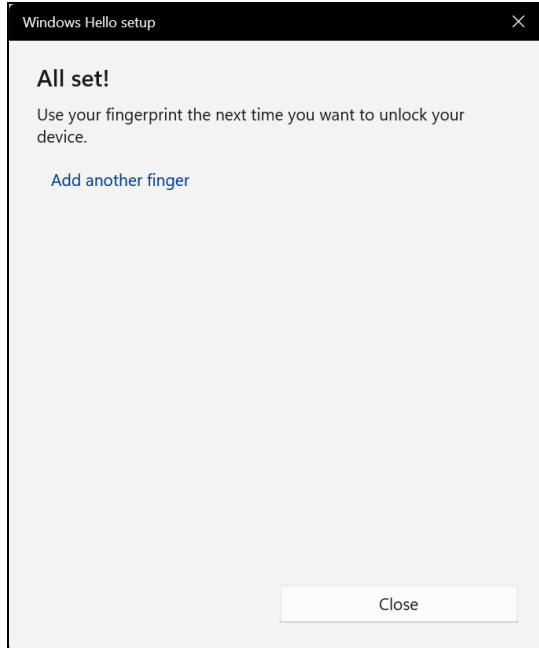 Windows Hello setup
All set!
Use your fingerprint the next time you want to unlock your
device.
Add another finger
Close